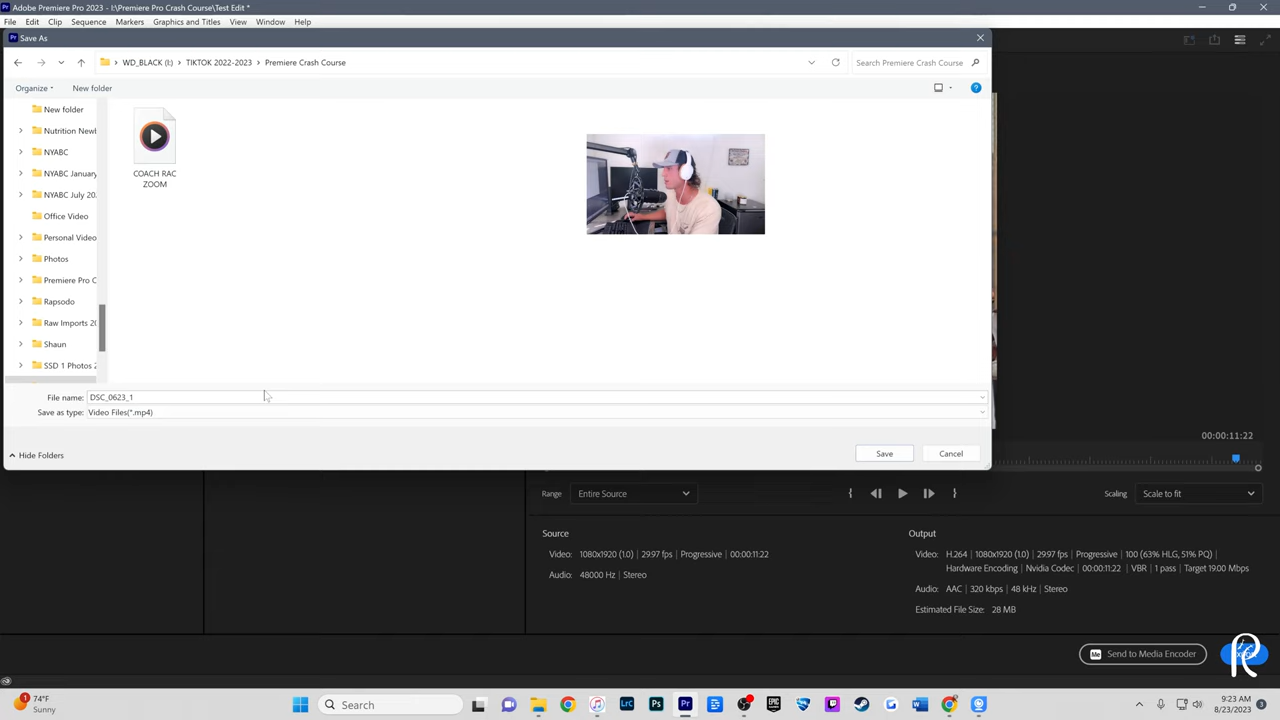 Adobe Premiere Pro 2023 - I:\Premiere Pro Crash Course\Test Edit *
File Edit Clip Sequence Markers Graphics and Titles View Window Help
Save As
WD_BLACK (I:) > TIKTOK 2022-2023 > Premiere Crash Course
Search Premiere Crash Course
Organize New folder
New folder
Nutrition Newl
NYABC
NYABC January
NYABC July 20
Office Video
Personal Video
Photos
Premiere Pro C
Rapsodo
Raw Imports 20
Shaun
SSD 1 Photos 2
COACH RAC
ZOOM
File name: DSC_0623_1
Save as type: Video Files(*.mp4)
Hide Folders
Save Cancel
00:00:11:22
Range Entire Source
Scaling Scale to fit
Source
Video: 1080x1920 (1.0) | 29.97 fps | Progressive | 00:00:11:22
Audio: 48000 Hz | Stereo
Output
Video: H.264 | 1080x1920 (1.0) | 29.97 fps | Progressive | 100 (63% HLG, 51% PQ) |
Hardware Encoding | Nvidia Codec | 00:00:11:22 | VBR | 1 pass | Target 19.00 Mbps
Audio: AAC | 320 kbps | 48 kHz | Stereo
Estimated File Size: 28 MB
Me Send to Media Encoder
R
1
74°F
Sunny
Search
Lrc
Ps
Pr
EPIC
GAMES
W
9:23 AM
8/23/2023